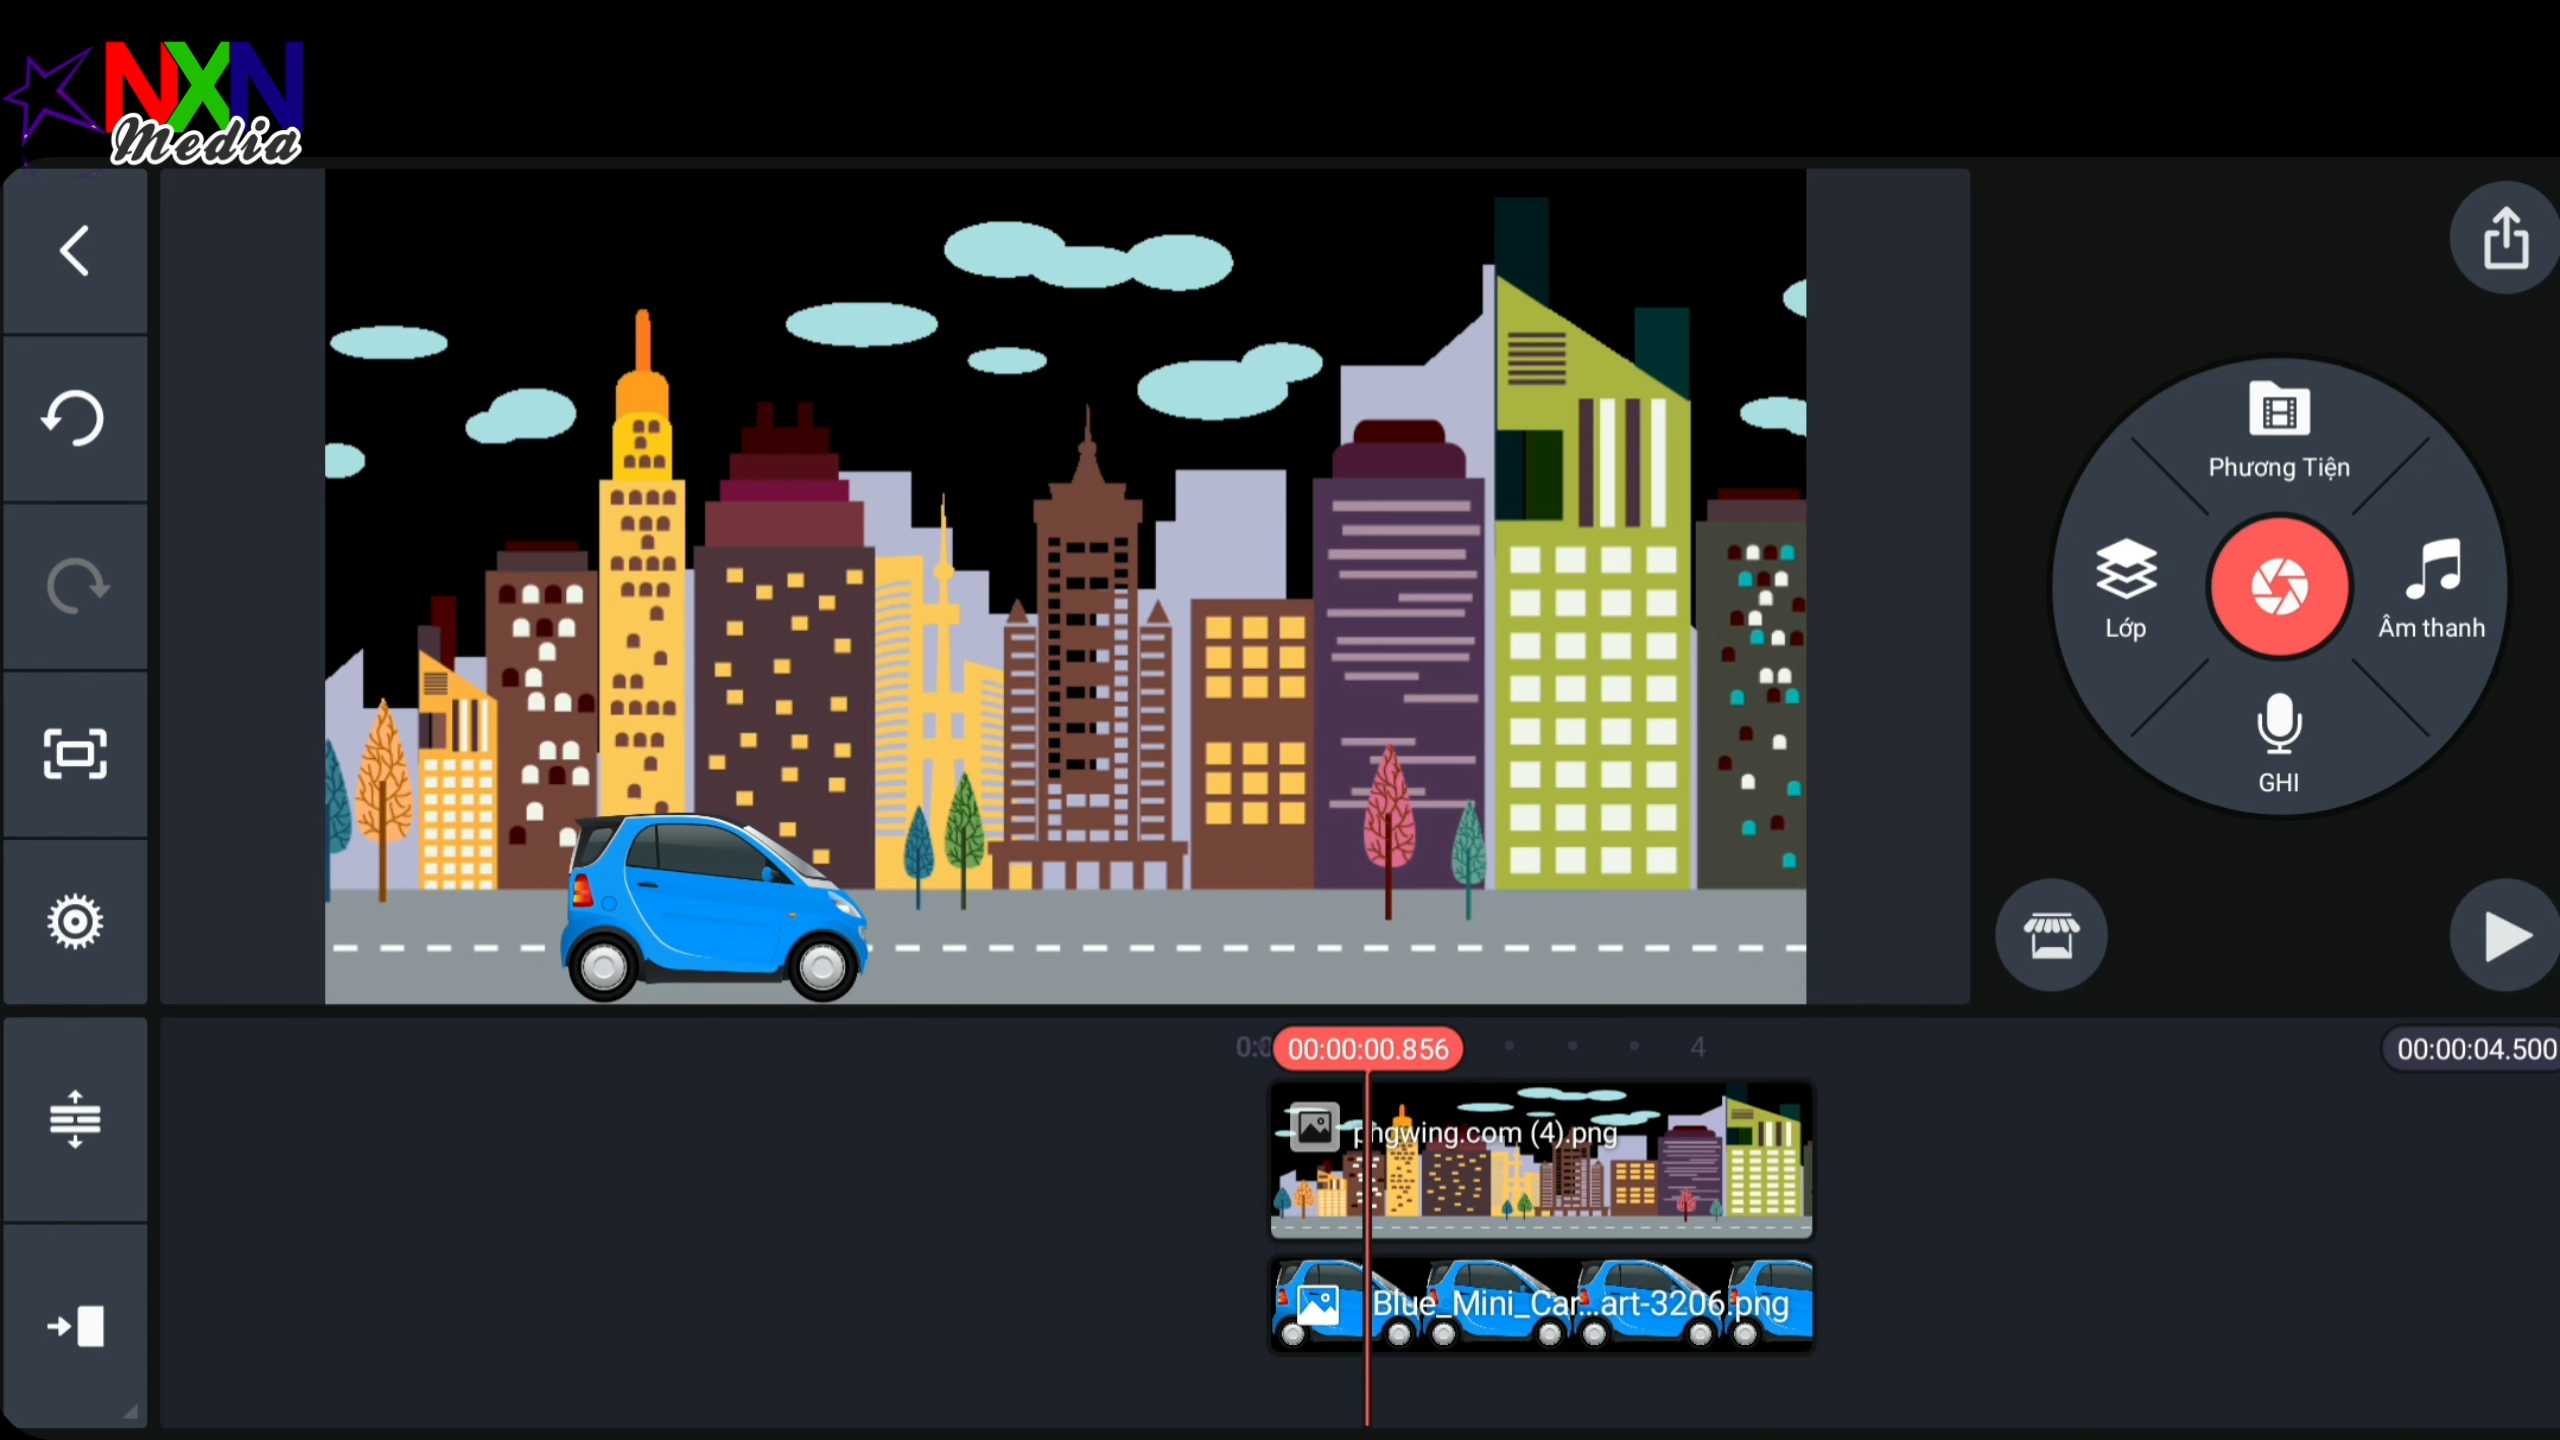 NXN
Media
Phương Tiện
Lớp
Âm thanh
GHI
00:00:00.856
4
00:00:04.500
pngwing.com (4).png
Blue_Mini_Car...art-3206.png